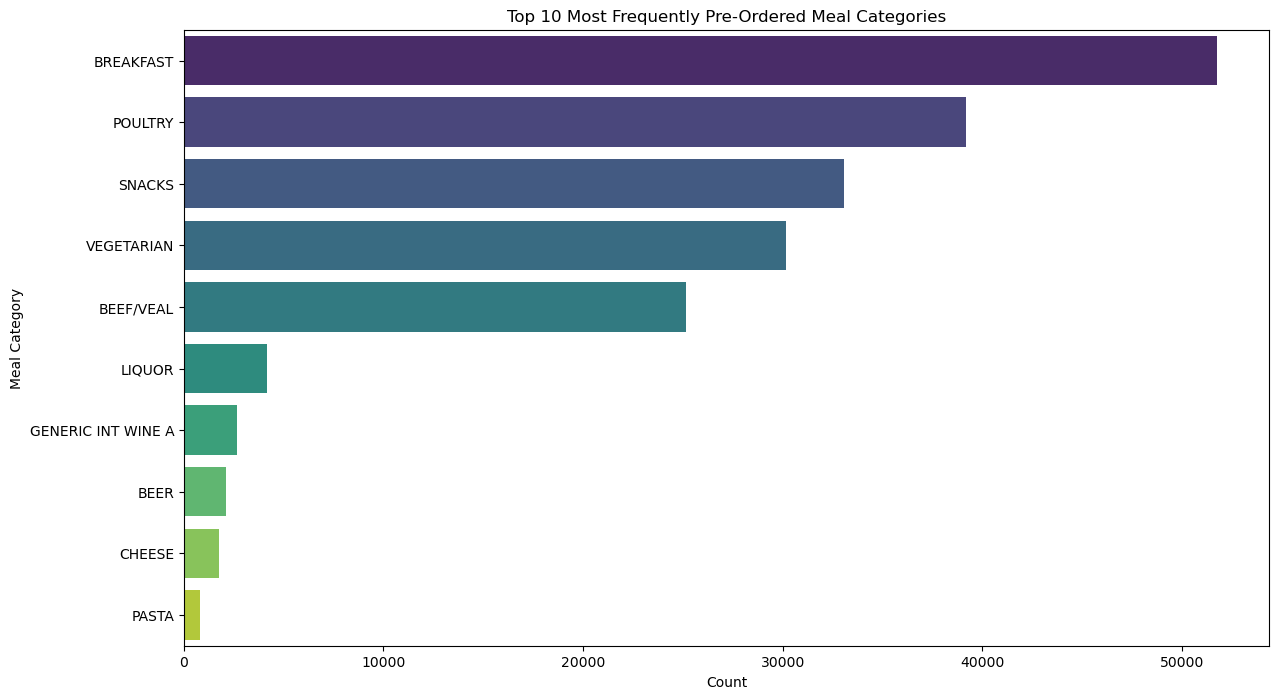 Top 10 Most Frequently Pre-Ordered Meal Categories
BREAKFAST
POULTRY
SNACKS
VEGETARIAN
BEEF/VEAL
LIQUOR
GENERIC INT WINE A
BEER
CHEESE
PASTA
Meal Category
0 10000 20000 30000 40000 50000
Count